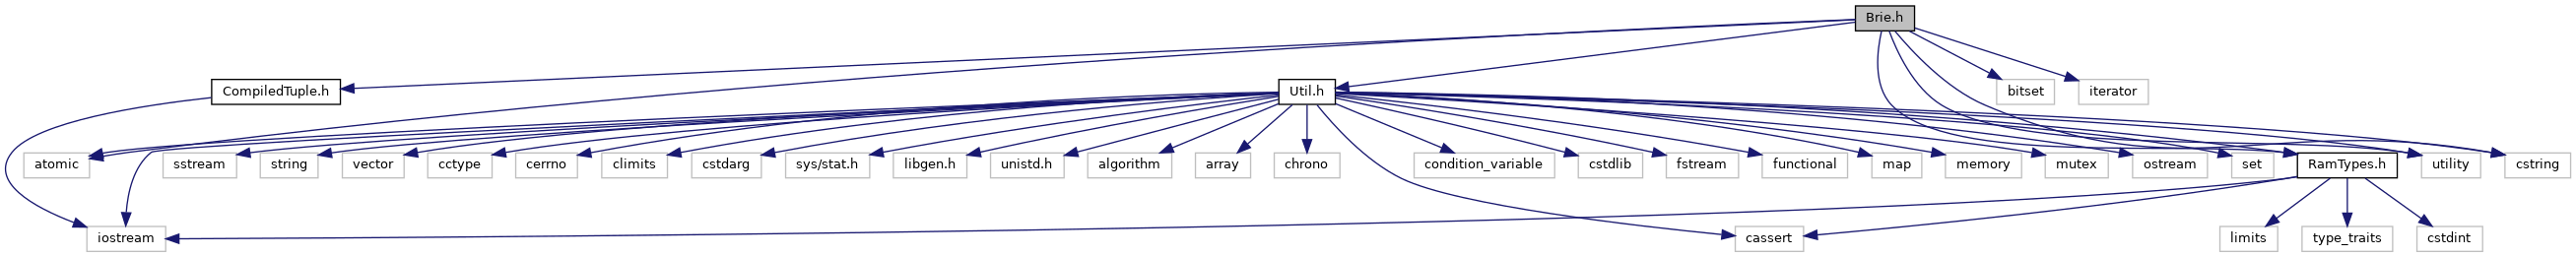 Brie.h
CompiledTuple.h
Util.h
bitset
iterator
atomic
sstream
string
vector
cctype
cerrno
climits
cstdarg
sys/stat.h
libgen.h
unistd.h
algorithm
array
chrono
condition_variable
cstdlib
fstream
functional
map
memory
mutex
ostream
set
RamTypes.h
utility
cstring
iostream
cassert
limits
type_traits
cstdint